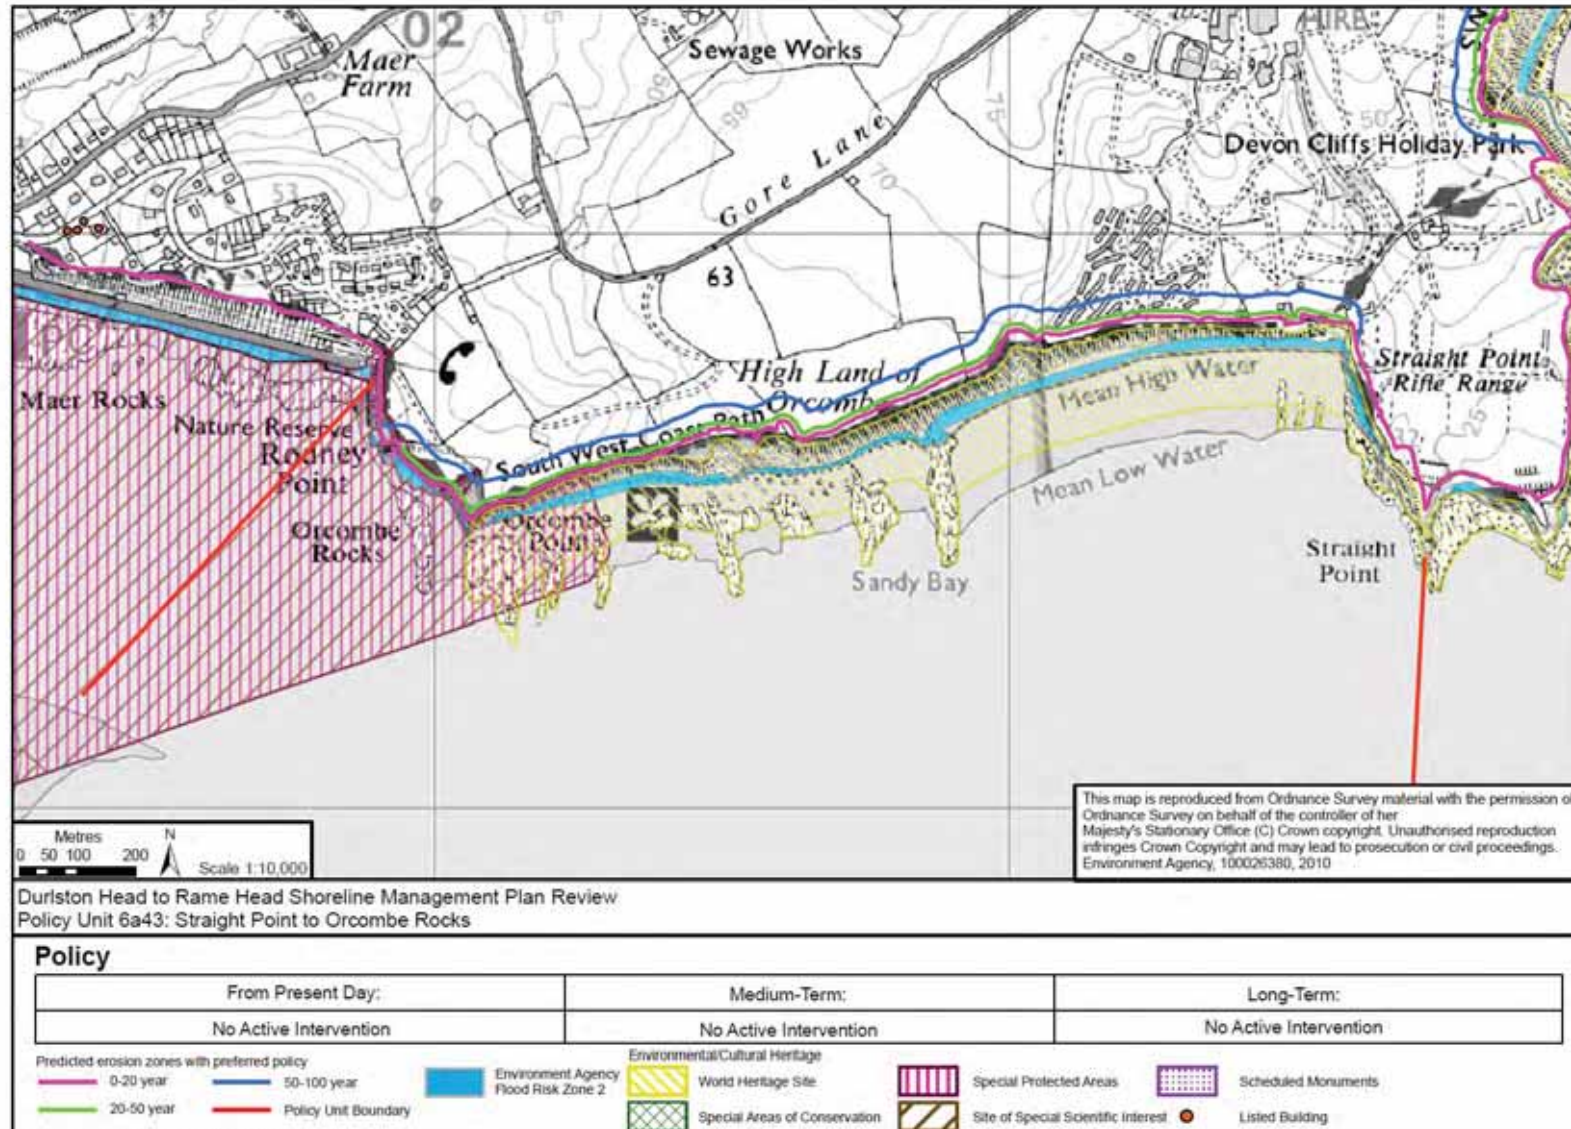 02
HIRE
Sewage Works
Maer
Farm
50
65
75
50
Gore Lane
70
Devon Cliffs Holiday Park
53
63
High Land of
Orcomb
Straight Point
Rifle Range
25
Mean High Water
Maer Rocks
Nature Reserve
Rodney
Point
South West Coast Path
Mean Low Water
Orcombe
Rocks
Orcombe
Point
Sandy Bay
Straight
Point
This map is reproduced from Ordnance Survey material with the permission of
Ordnance Survey on behalf of the controller of her
Majesty's Stationary Office (C) Crown copyright. Unauthorised reproduction
infringes Crown Copyright and may lead to prosecution or civil proceedings.
Environment Agency, 100026380, 2010
Metres
N
0 50 100 200
Scale 1:10,000
Durlston Head to Rame Head Shoreline Management Plan Review
Policy Unit 6a43: Straight Point to Orcombe Rocks
Policy
From Present Day: Medium-Term: Long-Term:
No Active Intervention No Active Intervention No Active Intervention
Predicted erosion zones with preferred policy
0-20 year
50-100 year
20-50 year
Policy Unit Boundary
Environment Agency
Flood Risk Zone 2
Environmental/Cultural Heritage
World Heritage Site
Special Protected Areas
Scheduled Monuments
Special Areas of Conservation
Site of Special Scientific Interest
Listed Building